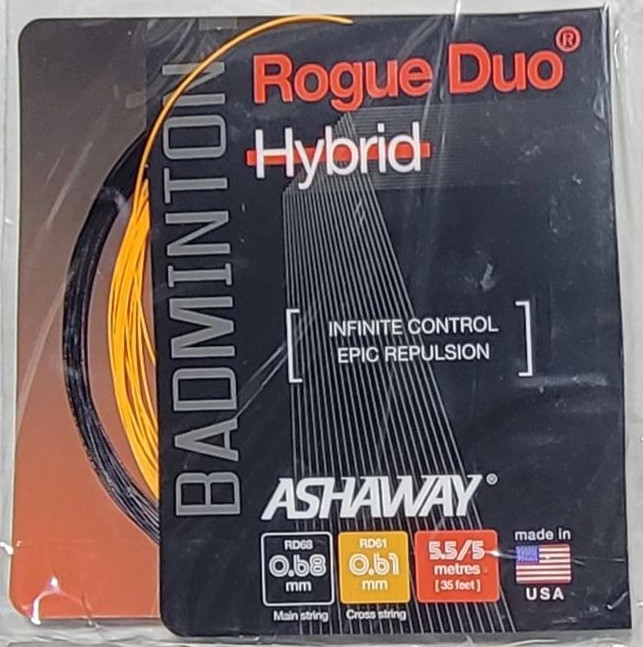 BADMINTON
Rogue Duo®
Hybrid
INFINITE CONTROL
EPIC REPULSION
ASHAWAY®
RD68
0.68
mm
Main string
RD61
0.61
mm
Cross string
5.5/5
metres
[ 35 feet ]
made in
USA